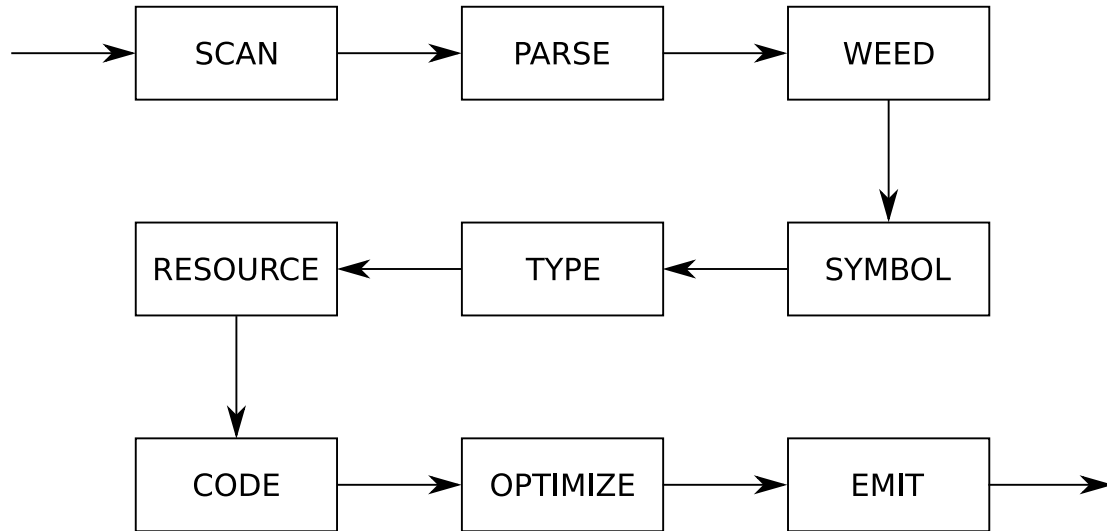 SCAN
PARSE
WEED
SYMBOL
TYPE
RESOURCE
CODE
OPTIMIZE
EMIT